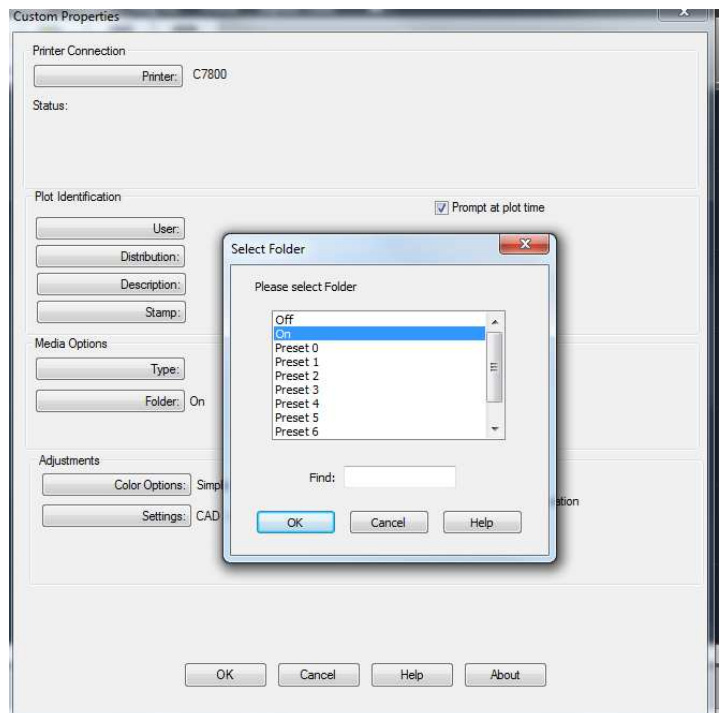 Custom Properties
Printer Connection
Printer: C7800
Status:
Plot Identification
Prompt at plot time
User:
Distribution:
Description:
Stamp:
Media Options
Type:
Folder: On
Adjustments
Color Options: Simpl
Settings: CAD
ation
Select Folder
Please select Folder
Off
On
Preset 0
Preset 1
Preset 2
Preset 3
Preset 4
Preset 5
Preset 6
Find:
OK Cancel Help
OK Cancel Help About